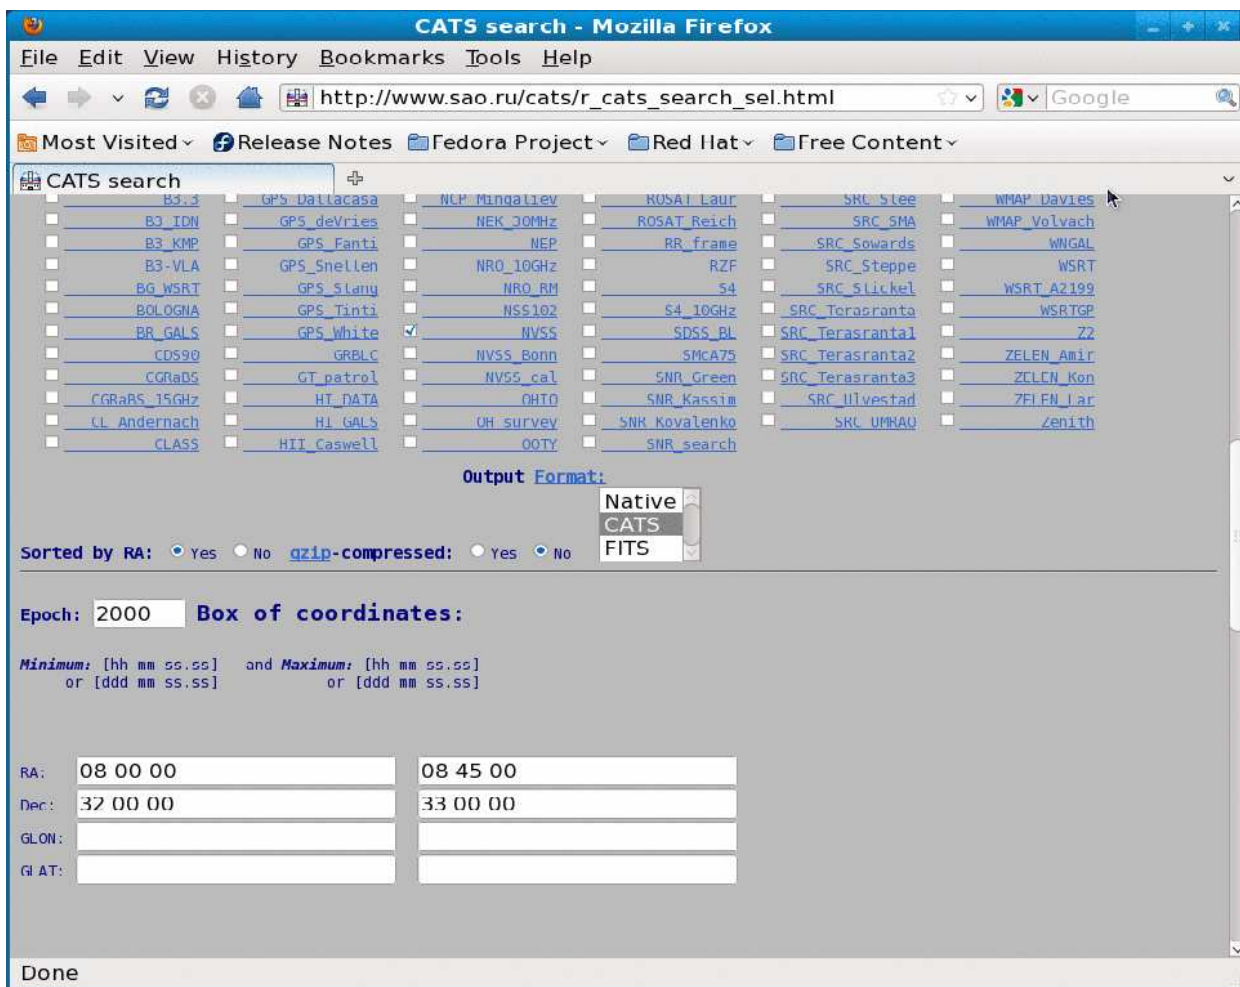 CATS search - Mozilla Firefox
File Edit View History Bookmarks Tools Help
http://www.sao.ru/cats/r_cats_search_sel.html Google
Most Visited Release Notes Fedora Project Red Hat Free Content
CATS search
B3.3 GPS_Dallacasa NCP_Mingaliev ROSAT_Laur SRC_Slee WMAP_Davies
B3_IDN GPS_deVries NEK_30MHz ROSAT_Reich SRC_SMA WMAP_Volvach
B3_KMP GPS_Fanti NEP RR_frame SRC_Sowards WNGAL
B3-VLA GPS_Snellen NRO_10GHz RZF SRC_Steppe WSRT
BG_WSRT GPS_Stang NRO_RM S4 SRC_Stickel WSRT_A2199
BOLOGNA GPS_Tinti NSS102 S4_10GHz SRC_Terasranta WSRTGP
BR_GALS GPS_White NVSS SDSS_BL SRC_Terasranta1 Z2
CDS90 GRBLC NVSS_Bonn SMcA75 SRC_Terasranta2 ZELEN_Amir
CGRaBS GT_patrol NVSS_cal SNR_Green SRC_Terasranta3 ZELEN_Kon
CGRaBS_15GHz HI_DATA OHIO SNR_Kassim SRC_Ulvestad ZELEN_Lar
CL_Andernach HI_GALS OH_survey SNR_Kovalenko SRC_UMRAO Zenith
CLASS HII_Caswell OOTY SNR_search
Output Format:
Native
CATS
FITS
Sorted by RA: Yes No gzip-compressed: Yes No
Epoch: 2000 Box of coordinates:
Minimum: [hh mm ss.ss] and Maximum: [hh mm ss.ss]
or [ddd mm ss.ss] or [ddd mm ss.ss]
RA: 08 00 00 08 45 00
Dec: 32 00 00 33 00 00
GLON:
GLAT:
Done